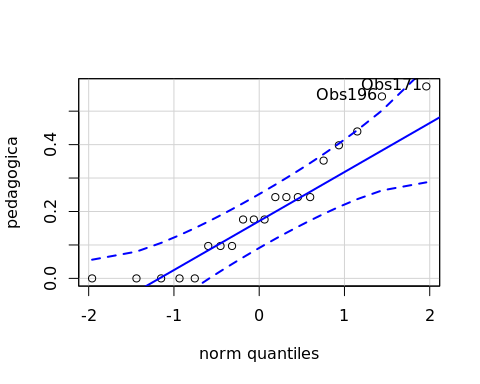 Obs171
Obs196
pedagogica
0.4
0.2
0.0
-2 -1 0 1 2
norm quantiles